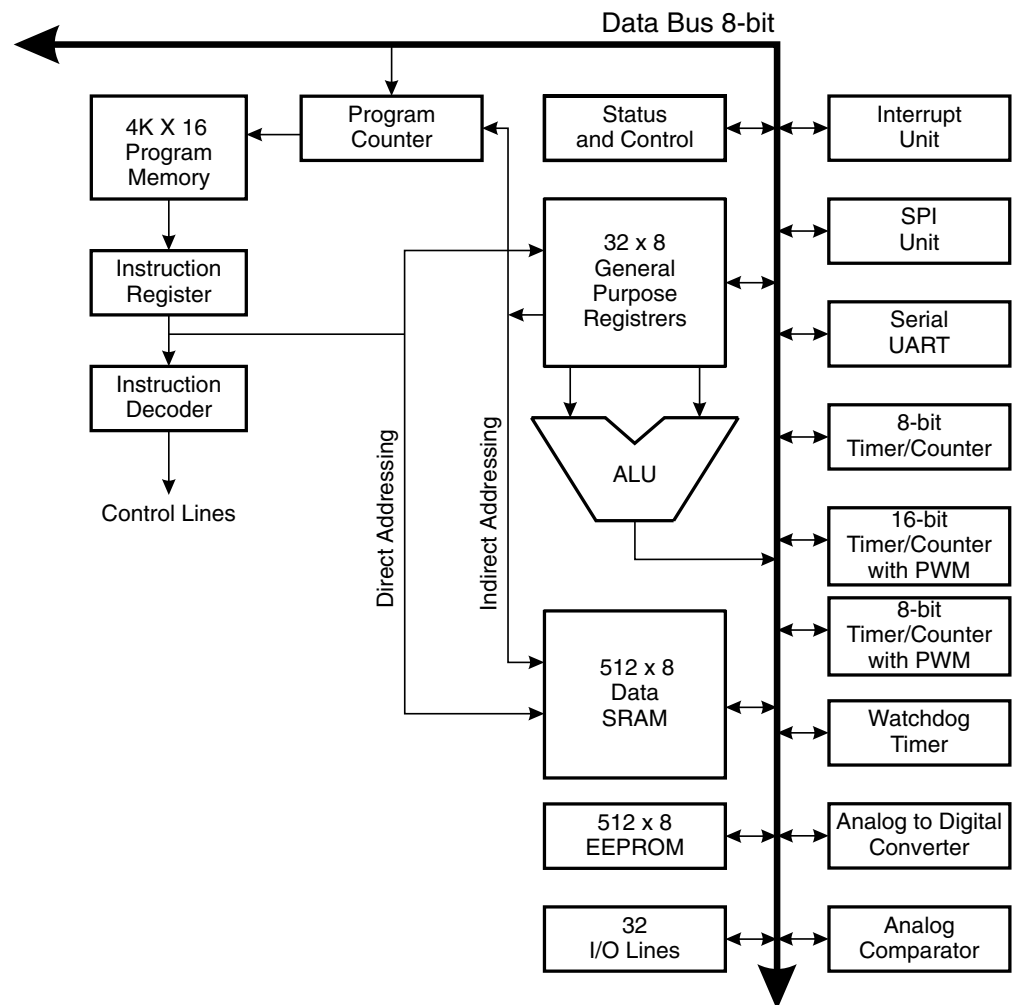 Data Bus 8-bit
4K X 16
Program
Memory
Program
Counter
Status
and Control
Interrupt
Unit
32 x 8
General
Purpose
Registrers
SPI
Unit
Instruction
Register
Serial
UART
Instruction
Decoder
8-bit
Timer/Counter
Direct Addressing
Indirect Addressing
ALU
Control Lines
16-bit
Timer/Counter
with PWM
8-bit
Timer/Counter
with PWM
512 x 8
Data
SRAM
Watchdog
Timer
512 x 8
EEPROM
Analog to Digital
Converter
32
I/O Lines
Analog
Comparator